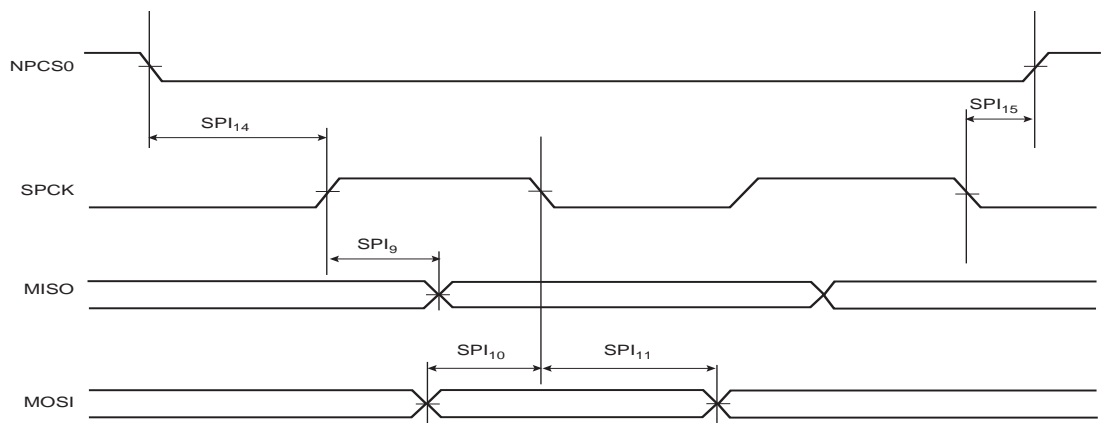 NPCS0
SPI₁₄
SPI₁₅
SPCK
SPI₉
MISO
SPI₁₀
SPI₁₁
MOSI